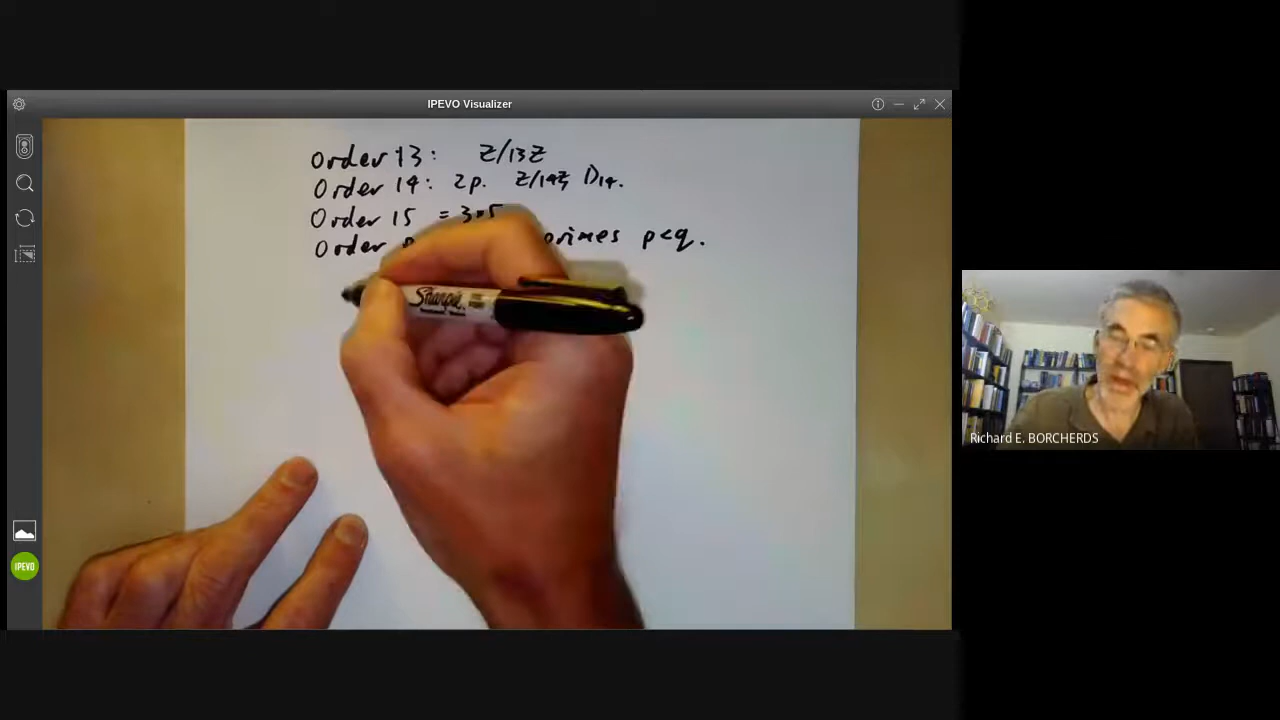 IPEVO Visualizer
Order 13: Z/13Z
Order 14: 2p. Z/14Z, D14.
Order 15 = 3·5
Order primes p<q.
Sharpie
Richard E. BORCHERDS
IPEVO